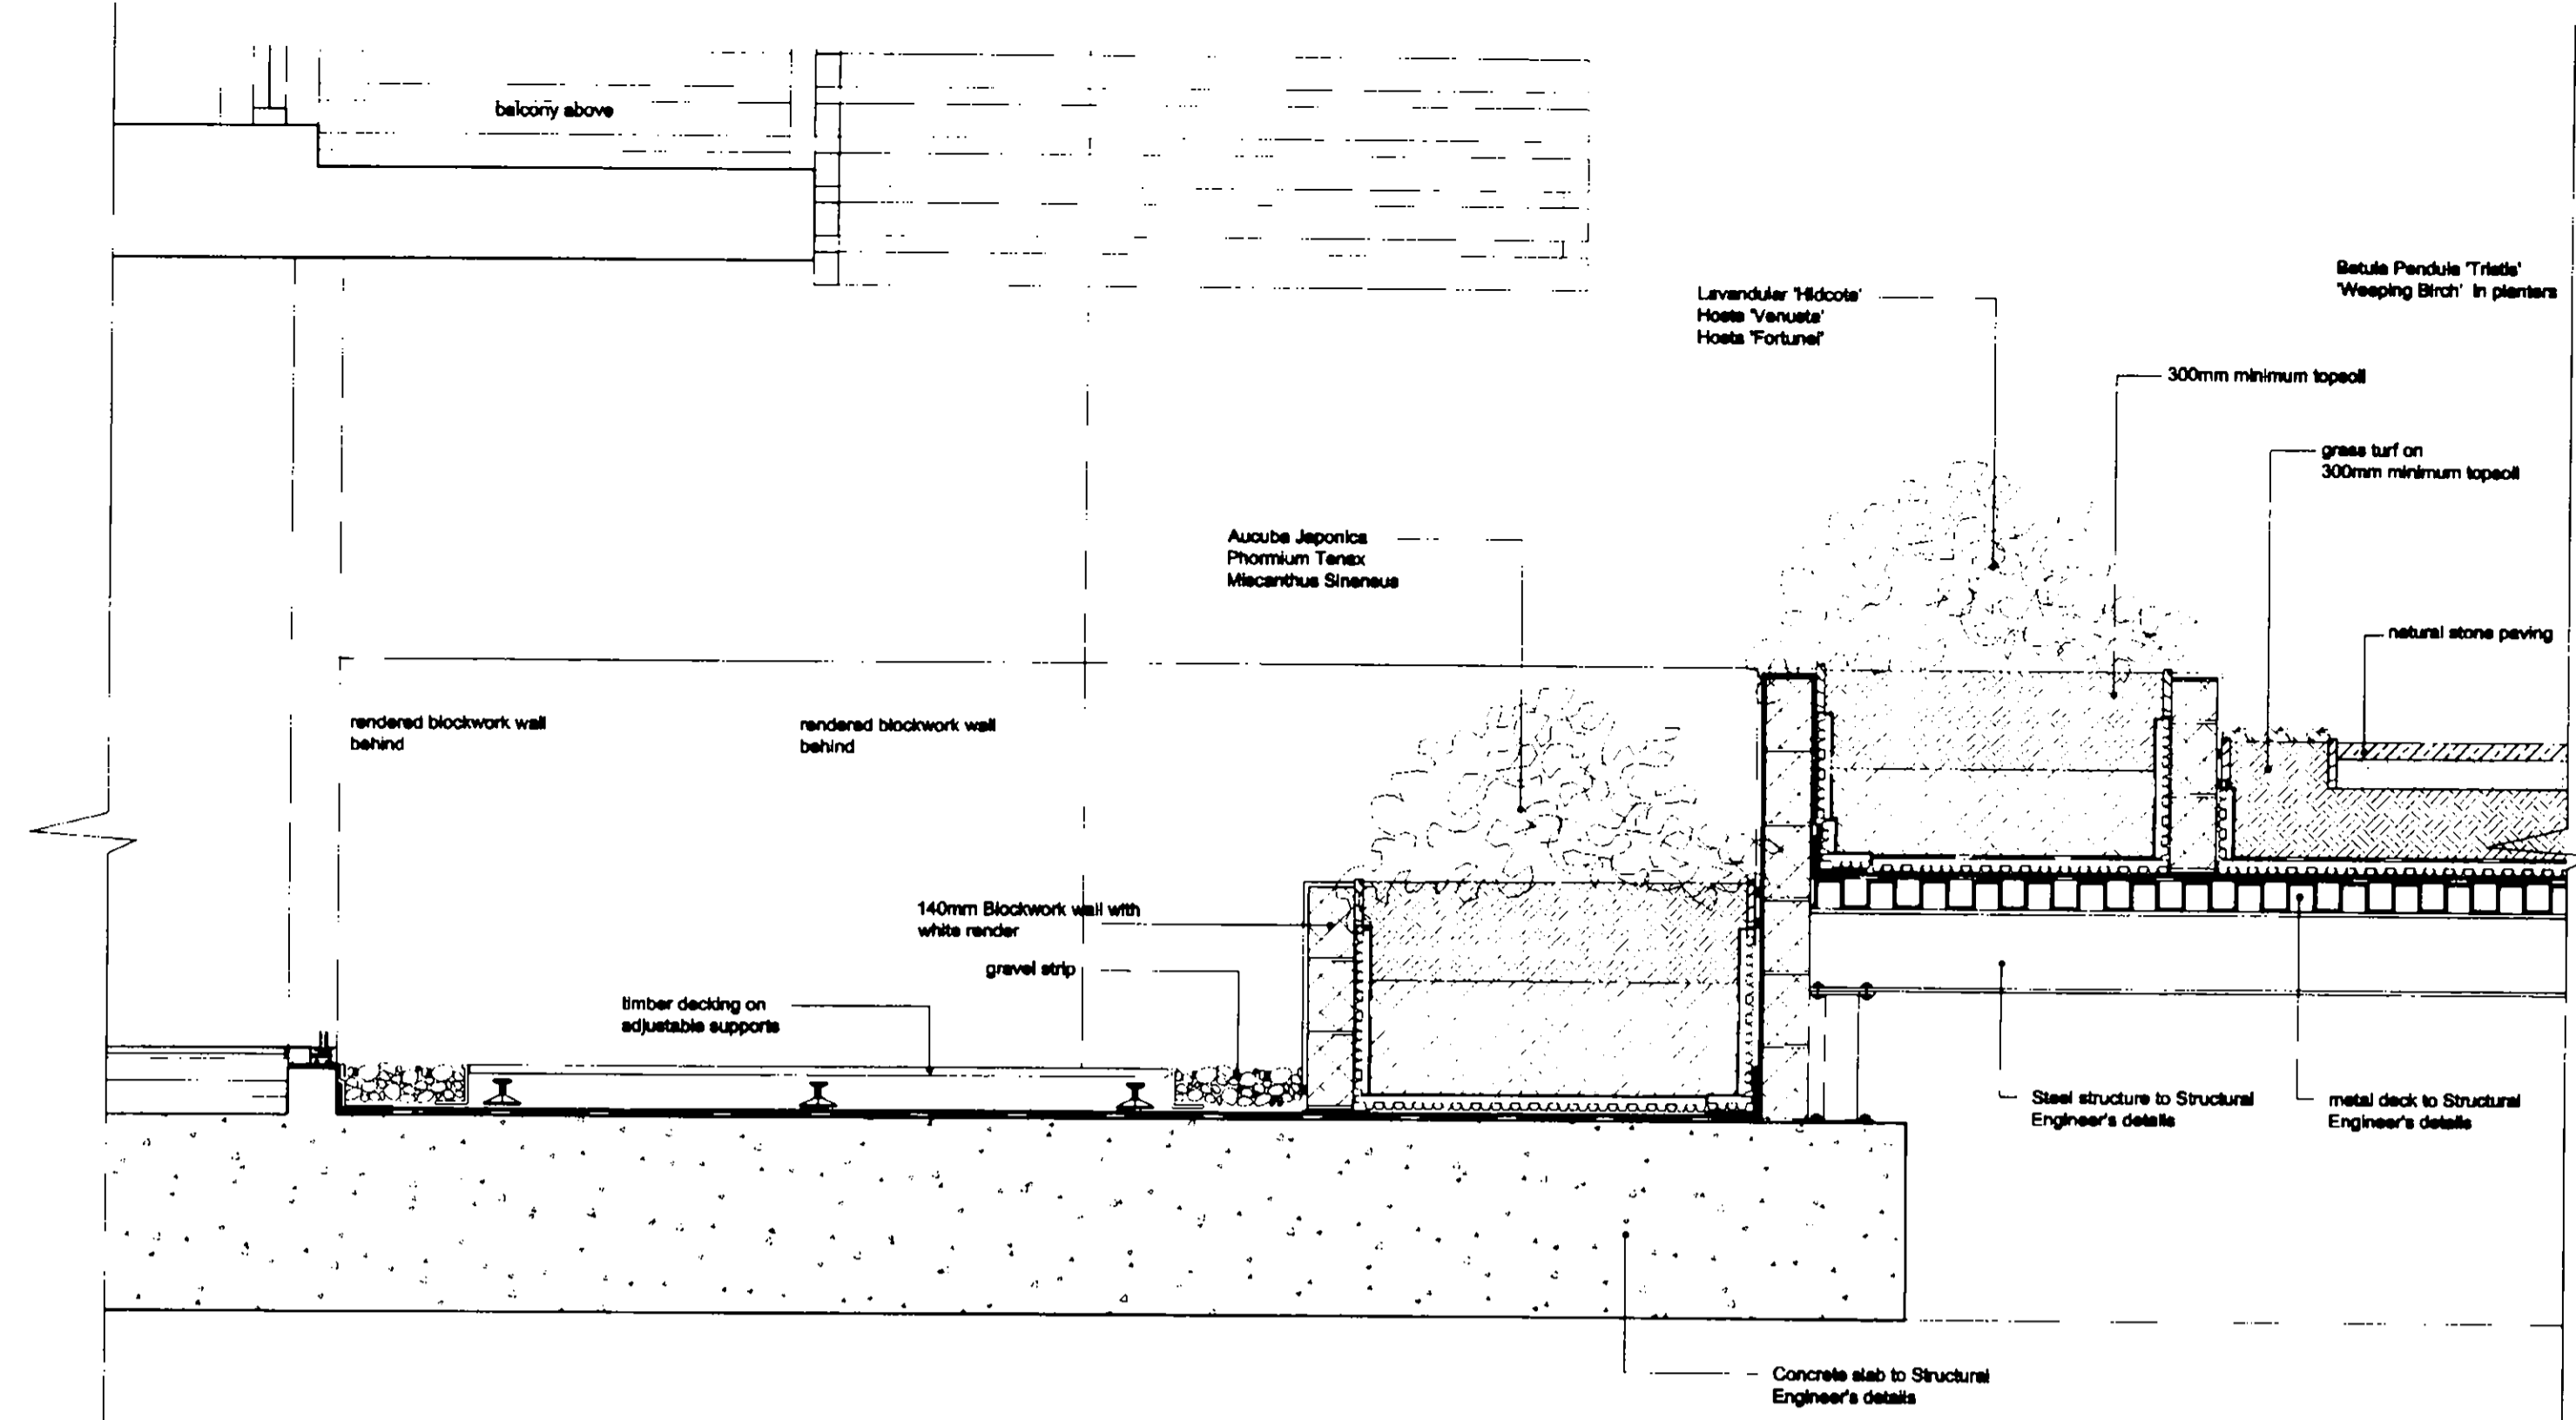 balcony above
Betula Pendula 'Tristis'
'Weeping Birch' in planters
Lavandular 'Hidcote'
Hosta 'Venusta'
Hosta 'Fortunei'
300mm minimum topsoil
grass turf on
300mm minimum topsoil
Aucuba Japonica
Phormium Tenax
Miscanthus Sinensus
natural stone paving
rendered blockwork wall
behind
rendered blockwork wall
behind
140mm Blockwork wall with
white render
gravel strip
timber decking on
adjustable supports
Steel structure to Structural
Engineer's details
metal deck to Structural
Engineer's details
Concrete slab to Structural
Engineer's details